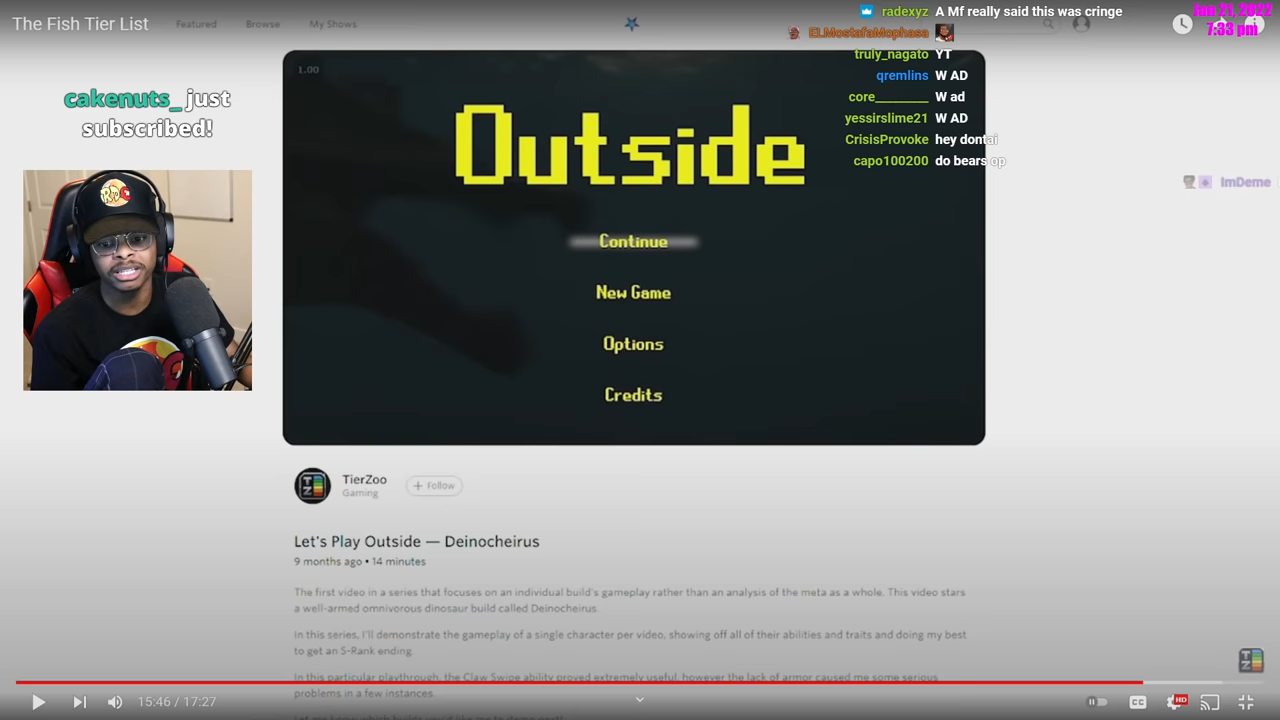 The Fish Tier List
Featured
Browse
My Shows
Jan 21, 2022
7:33 pm
radexyz A Mf really said this was cringe
ELMostafaMophasa
truly_nagato YT
qremlins W AD
core________ W ad
yessirslime21 W AD
CrisisProvoke hey dontai
capo100200 do bears op
ImDeme
cakenuts_ just
subscribed!
1.00
Outside
Continue
New Game
Options
Credits
TZ
TierZoo
Gaming
+ Follow
Let's Play Outside — Deinocheirus
9 months ago • 14 minutes
The first video in a series that focuses on an individual build's gameplay rather than an analysis of the meta as a whole. This video stars
a well-armed omnivorous dinosaur build called Deinocheirus.
In this series, I'll demonstrate the gameplay of a single character per video, showing off all of their abilities and traits and doing my best
to get an S-Rank ending.
In this particular playthrough, the Claw Swipe ability proved extremely useful, however the lack of armor caused me some serious
problems in a few instances.
TZ
15:46 / 17:27
CC
HD